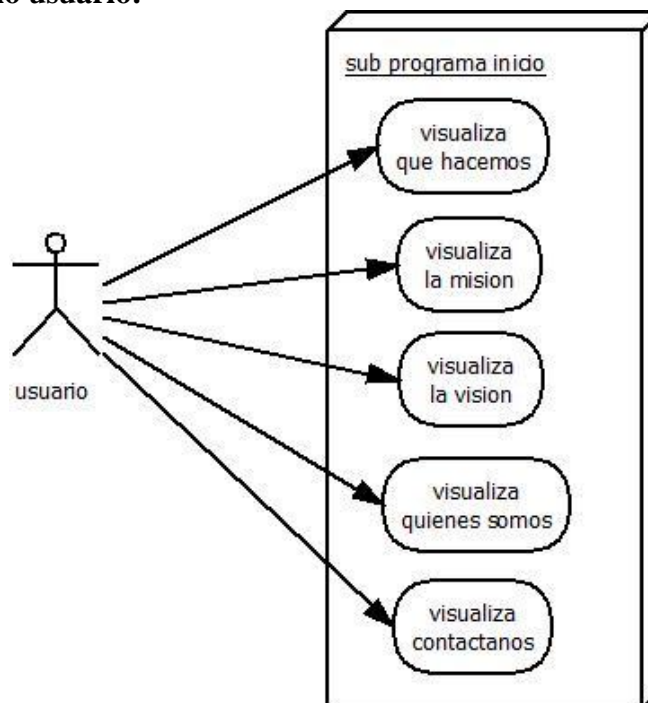 usuario.
sub programa inicio
visualiza
que hacemos
visualiza
la mision
visualiza
la vision
usuario
visualiza
quienes somos
visualiza
contactanos